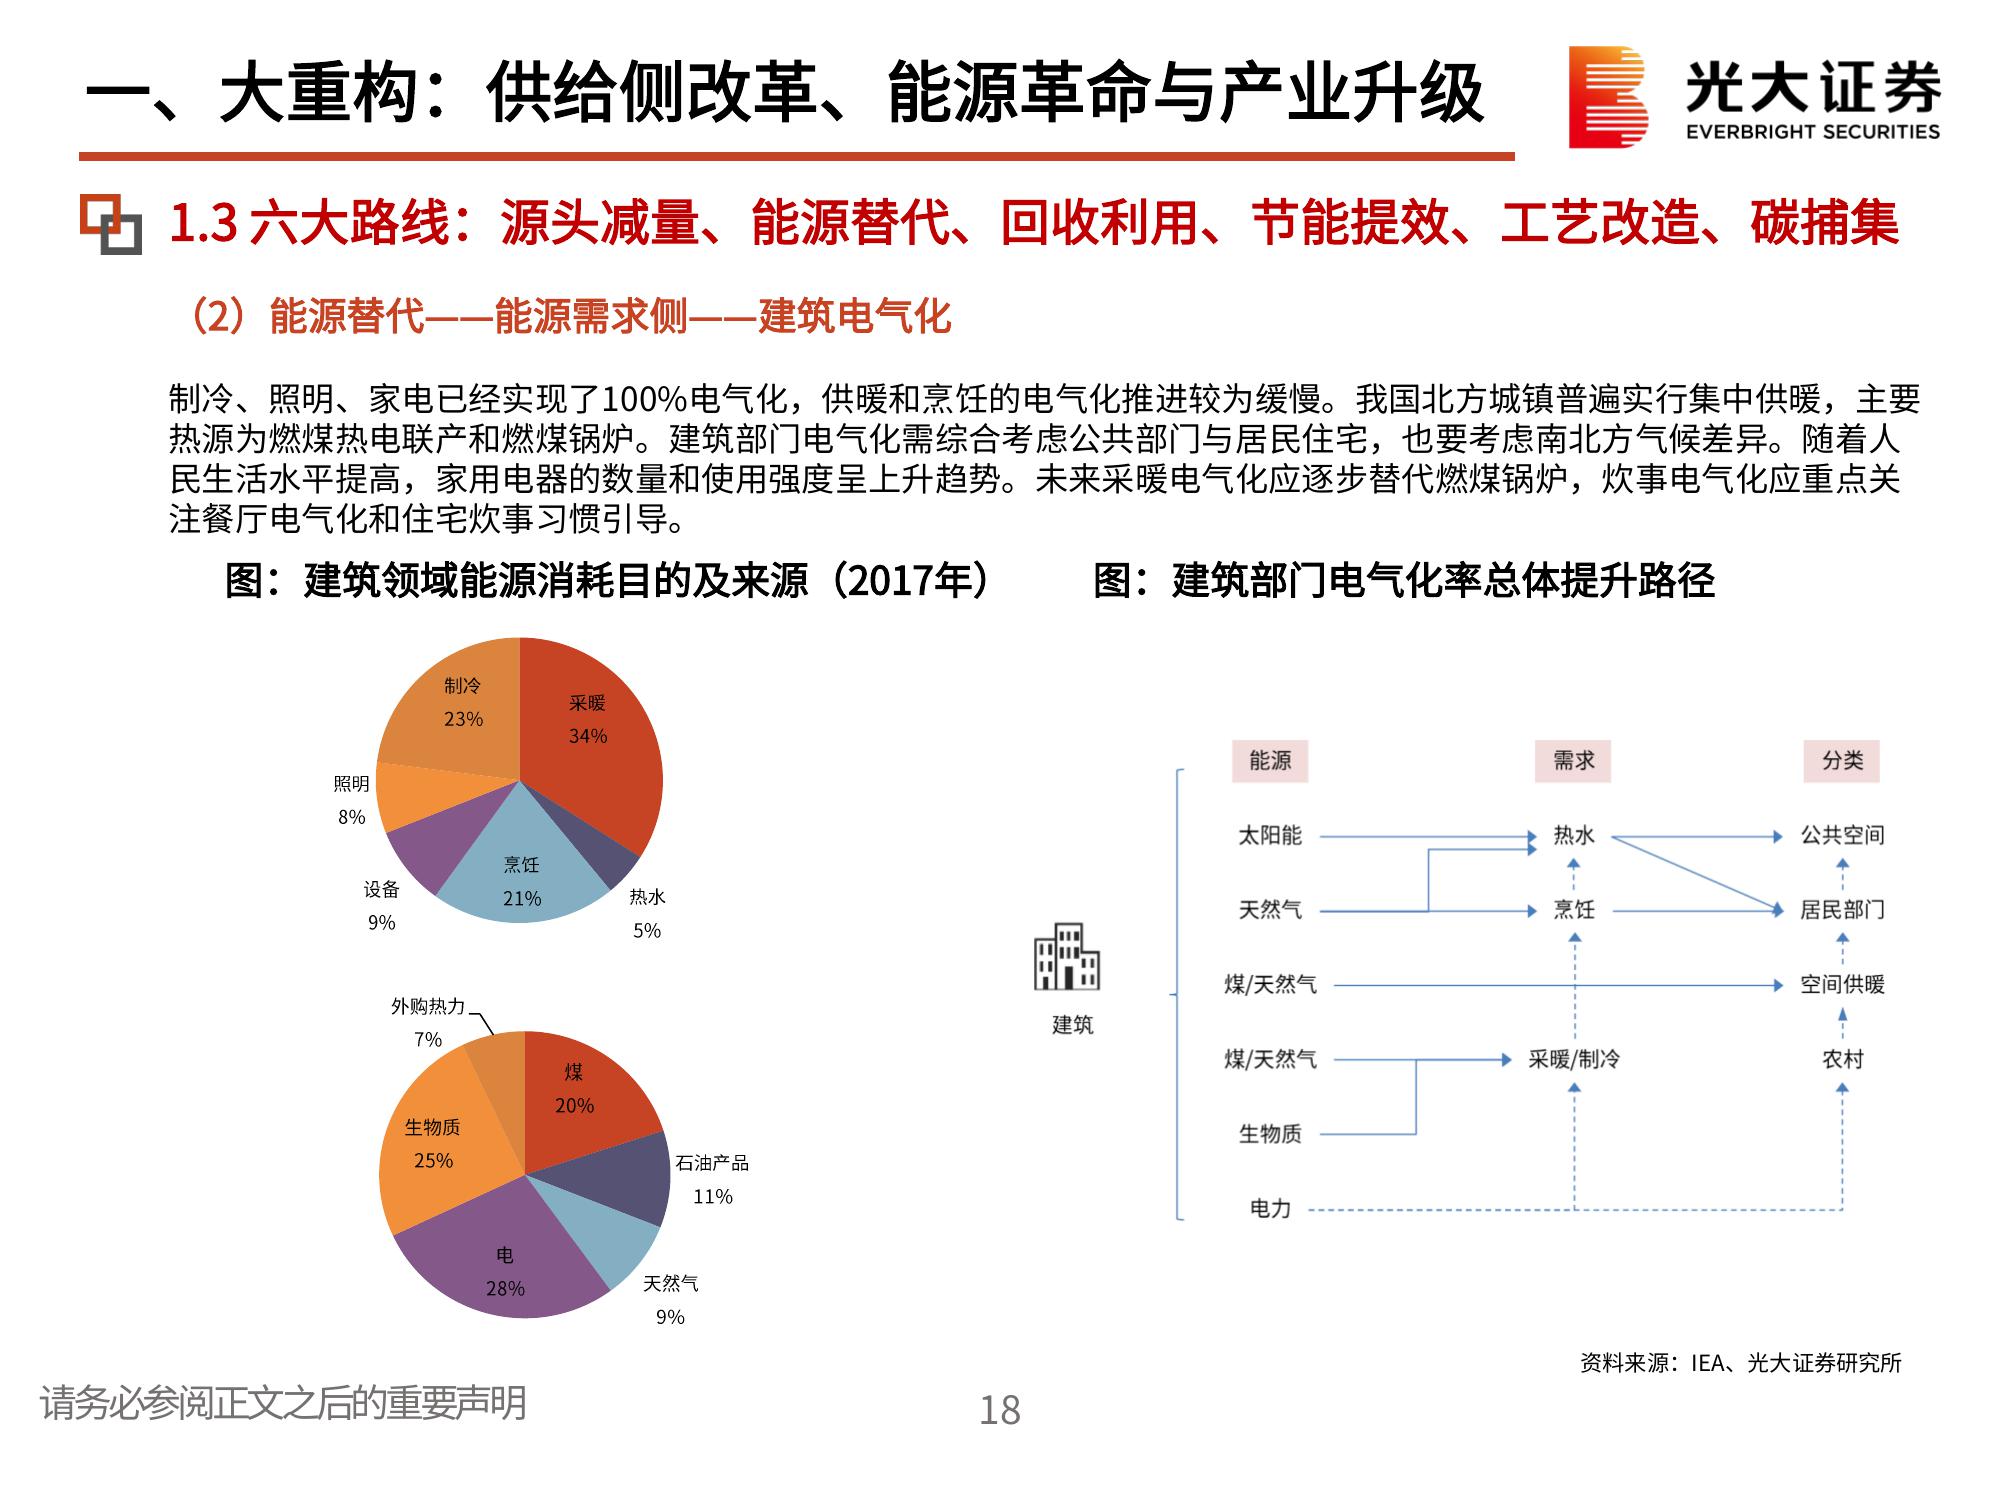 一、大重构：供给侧改革、能源革命与产业升级
光大证券
EVERBRIGHT SECURITIES
1.3 六大路线：源头减量、能源替代、回收利用、节能提效、工艺改造、碳捕集
（2）能源替代——能源需求侧——建筑电气化
制冷、照明、家电已经实现了100%电气化，供暖和烹饪的电气化推进较为缓慢。我国北方城镇普遍实行集中供暖，主要
热源为燃煤热电联产和燃煤锅炉。建筑部门电气化需综合考虑公共部门与居民住宅，也要考虑南北方气候差异。随着人
民生活水平提高，家用电器的数量和使用强度呈上升趋势。未来采暖电气化应逐步替代燃煤锅炉，炊事电气化应重点关
注餐厅电气化和住宅炊事习惯引导。
图：建筑领域能源消耗目的及来源（2017年）
制冷
23%
采暖
34%
照明
8%
设备
9%
烹饪
21%
热水
5%
外购热力
7%
煤
20%
生物质
25%
石油产品
11%
电
28%
天然气
9%
图：建筑部门电气化率总体提升路径
能源 需求 分类
太阳能 热水 公共空间
天然气 烹饪 居民部门
煤/天然气 空间供暖
建筑
煤/天然气 采暖/制冷 农村
生物质
电力
资料来源：IEA、光大证券研究所
请务必参阅正文之后的重要声明
18